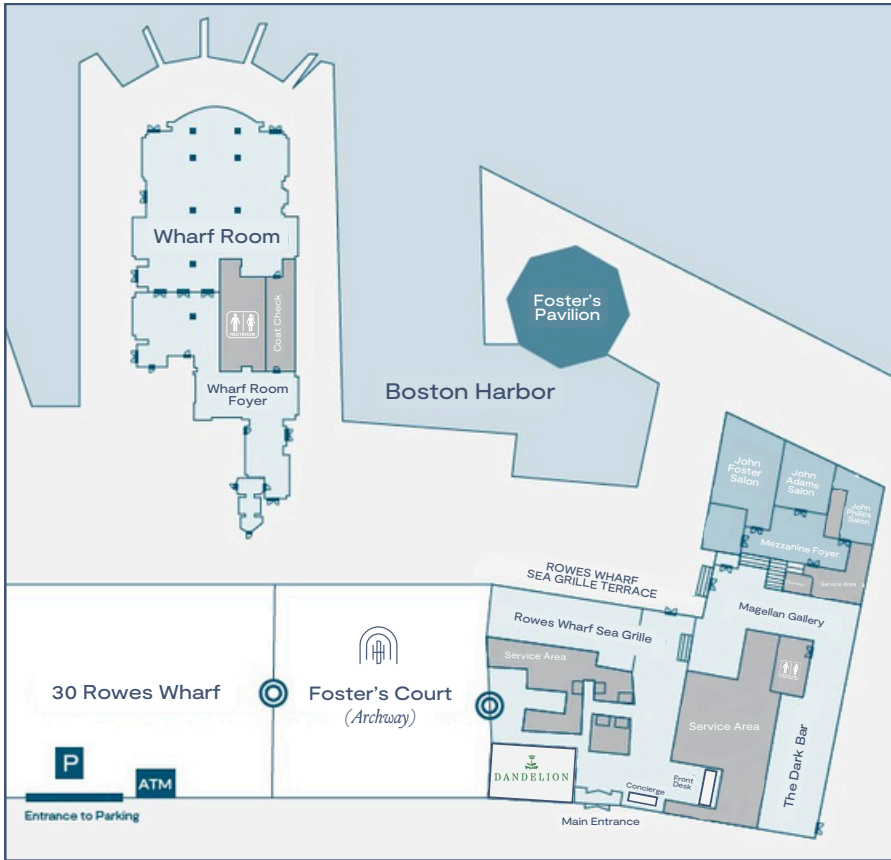 Wharf Room
RESTROOM
Coat Check
Wharf Room
Foyer
Foster's
Pavilion
Boston Harbor
John
Foster
Salon
John
Adams
Salon
John
Philips
Salon
Mezzanine Foyer
Service Area
ROWES WHARF
SEA GRILLE TERRACE
Magellan Gallery
Rowes Wharf Sea Grille
Service Area
30 Rowes Wharf
Foster's Court
(Archway)
Service Area
The Dark Bar
P
ATM
Entrance to Parking
DANDELION
Concierge
Front
Desk
Main Entrance